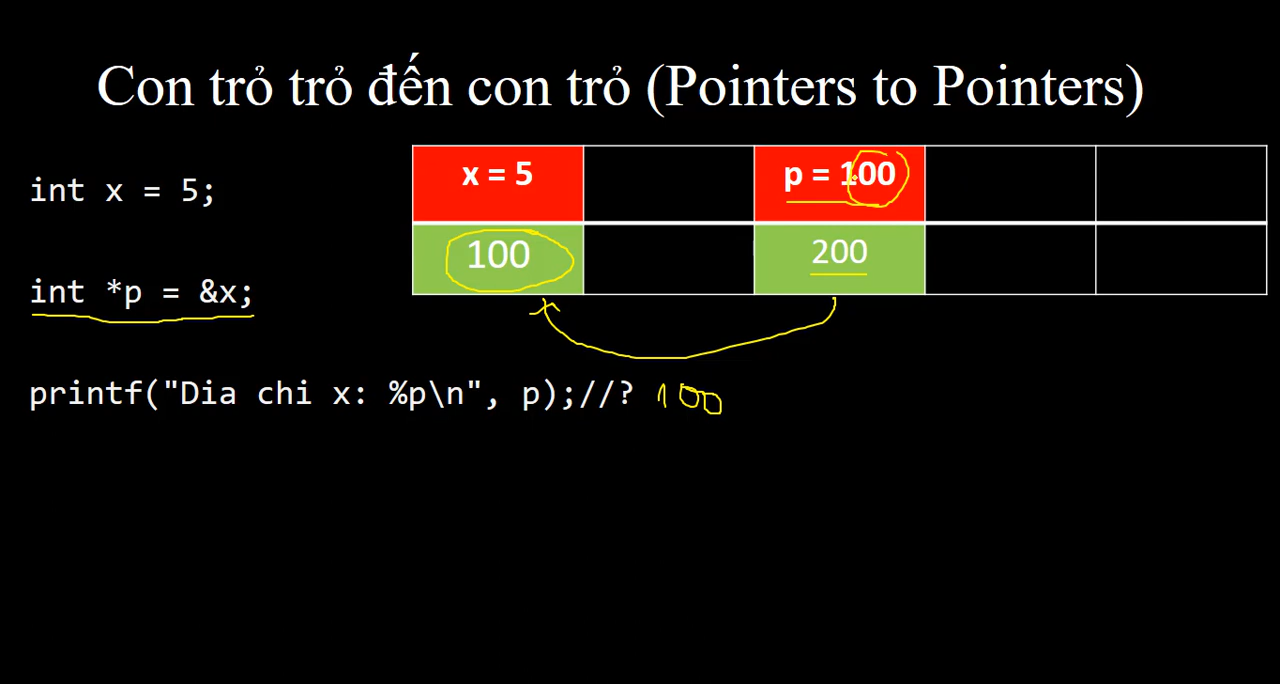 Con trỏ trỏ đến con trỏ (Pointers to Pointers)
int x = 5;
x = 5 p = 100
100 200
int *p = &x;
printf("Dia chi x: %p\n", p);//? 100